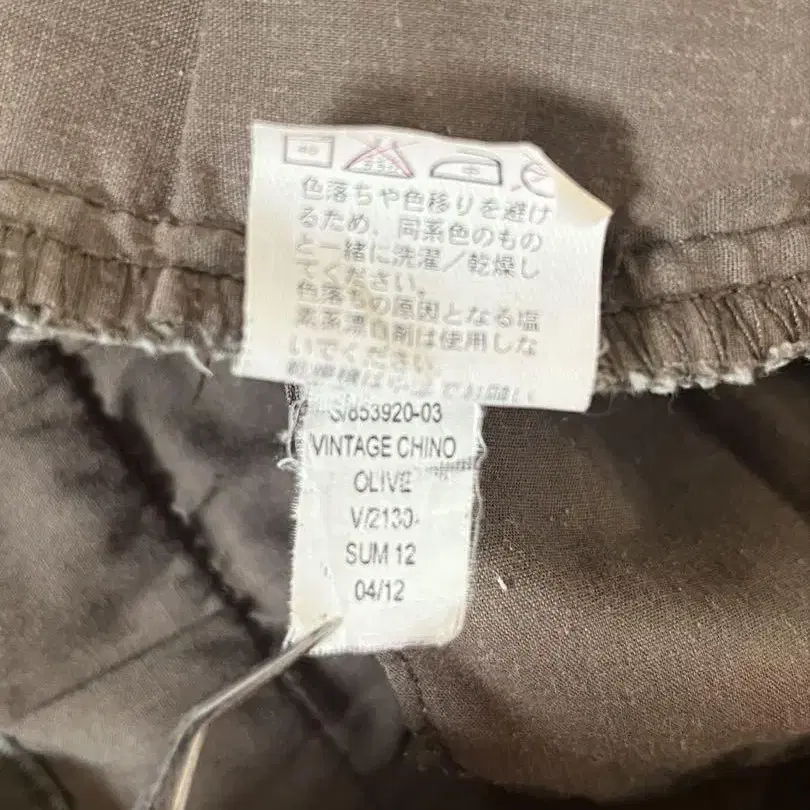 40
色落ちや色移りを避け
るため、同系色のもの
と一緒に洗濯/乾燥し
てください。
色落ちの原因となる塩
素系漂白剤は使用しな
いでください
S/853920-03
VINTAGE CHINO
OLIVE
V/2130-
SUM 12
04/12